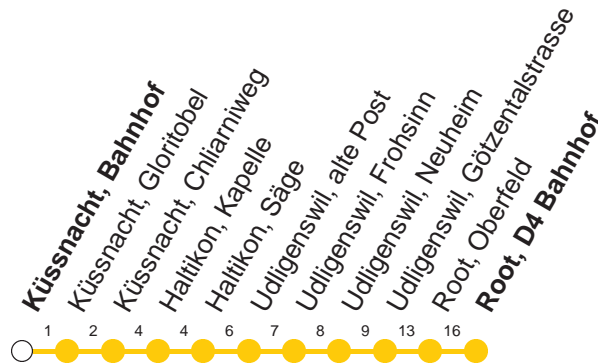 Küssnacht, Bahnhof
Küssnacht, Gloritobel
Küssnacht, Chliarniweg
Haltikon, Kapelle
Haltikon, Säge
Udligenswil, alte Post
Udligenswil, Frohsinn
Udligenswil, Neuheim
Udligenswil, Götzentalstrasse
Root, Oberfeld
Root, D4 Bahnhof
1 2 4 4 6 7 8 9 13 16